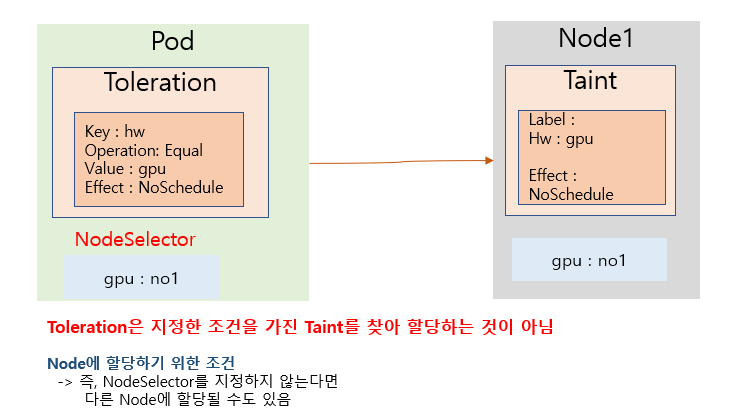 Pod
Toleration
Key : hw
Operation: Equal
Value : gpu
Effect : NoSchedule
NodeSelector
gpu : no1
Node1
Taint
Label :
Hw : gpu
Effect :
NoSchedule
gpu : no1
Toleration은 지정한 조건을 가진 Taint를 찾아 할당하는 것이 아님
Node에 할당하기 위한 조건
-> 즉, NodeSelector를 지정하지 않는다면
다른 Node에 할당될 수도 있음